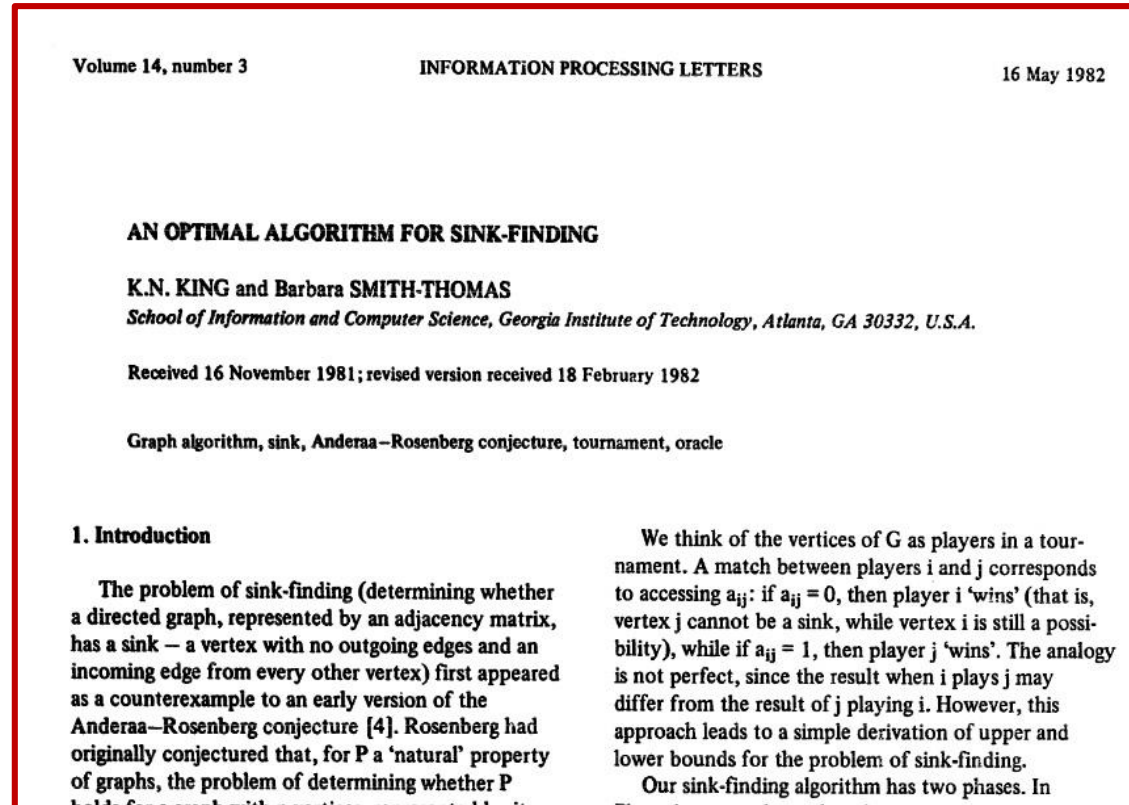 Volume 14, number 3
INFORMATION PROCESSING LETTERS
16 May 1982
AN OPTIMAL ALGORITHM FOR SINK-FINDING
K.N. KING and Barbara SMITH-THOMAS
School of Information and Computer Science, Georgia Institute of Technology, Atlanta, GA 30332, U.S.A.
Received 16 November 1981; revised version received 18 February 1982
Graph algorithm, sink, Anderaa–Rosenberg conjecture, tournament, oracle
1. Introduction
The problem of sink-finding (determining whether
a directed graph, represented by an adjacency matrix,
has a sink – a vertex with no outgoing edges and an
incoming edge from every other vertex) first appeared
as a counterexample to an early version of the
Anderaa–Rosenberg conjecture [4]. Rosenberg had
originally conjectured that, for P a ‘natural’ property
of graphs, the problem of determining whether P
We think of the vertices of G as players in a tour-
nament. A match between players i and j corresponds
to accessing aij: if aij = 0, then player i ‘wins’ (that is,
vertex j cannot be a sink, while vertex i is still a possi-
bility), while if aij = 1, then player j ‘wins’. The analogy
is not perfect, since the result when i plays j may
differ from the result of j playing i. However, this
approach leads to a simple derivation of upper and
lower bounds for the problem of sink-finding.
Our sink-finding algorithm has two phases. In